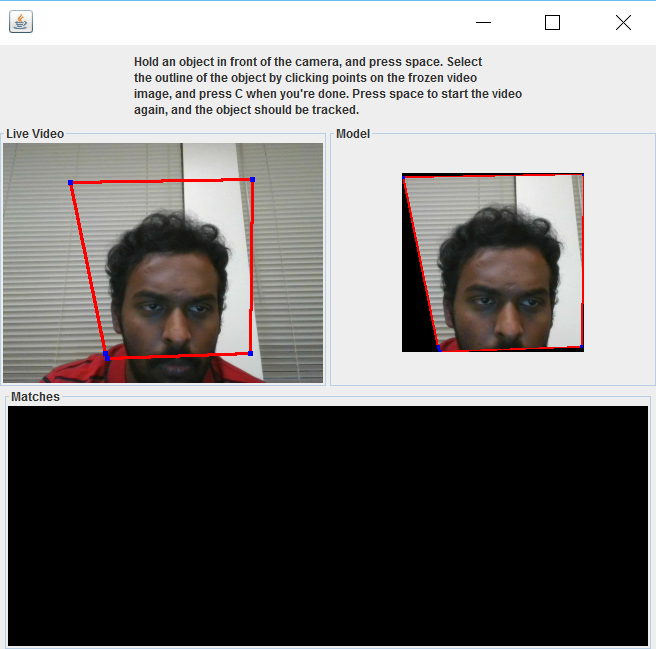 Hold an object in front of the camera, and press space. Select
the outline of the object by clicking points on the frozen video
image, and press C when you're done. Press space to start the video
again, and the object should be tracked.
Live Video
Model
Matches